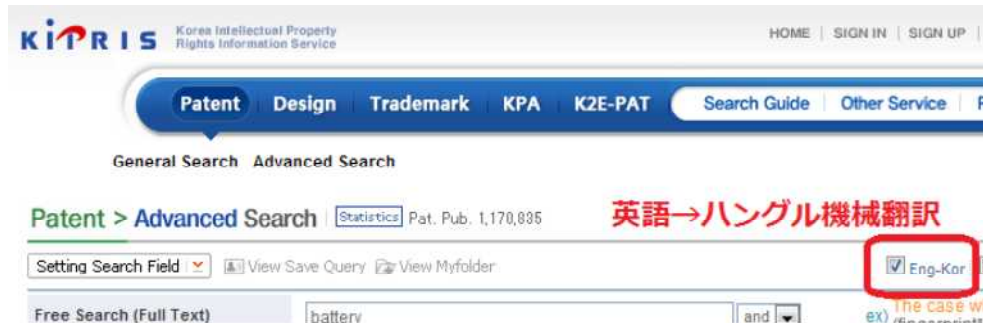 KIPRIS Korea Intellectual Property
Rights Information Service
HOME | SIGN IN | SIGN UP |
Patent Design Trademark KPA K2E-PAT Search Guide Other Service
General Search Advanced Search
Patent > Advanced Search Statistics Pat. Pub. 1,170,835 英語→ハングル機械翻訳
Setting Search Field View Save Query View Myfolder Eng-Kor
Free Search (Full Text) battery and ex) The case